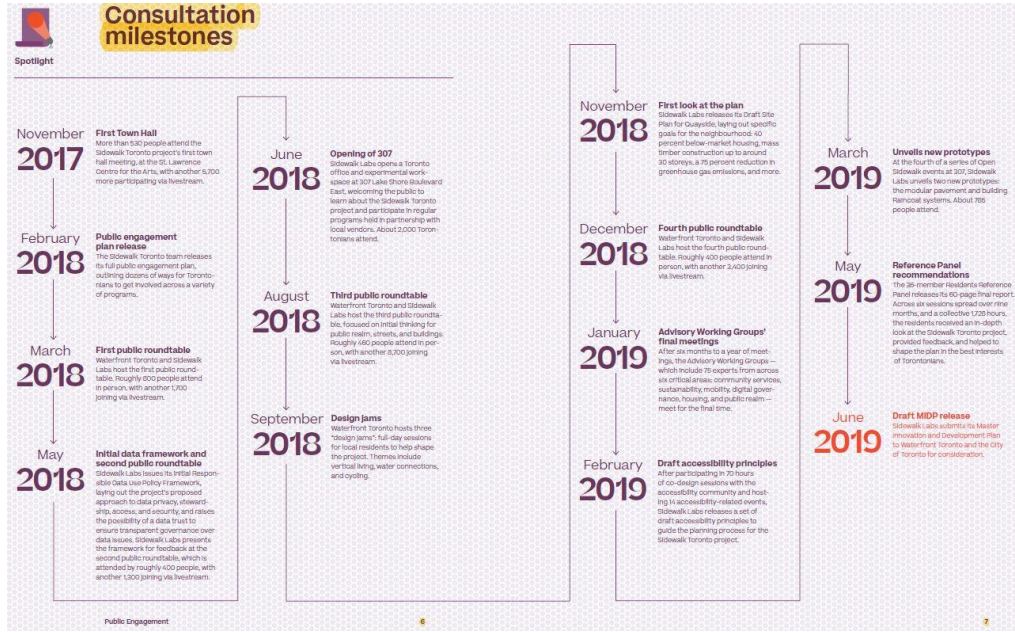 Consultation
milestones
Spotlight
November
2017
First Town Hall
More than 530 people attend the
Sidewalk Toronto project's first town
hall meeting, at the St. Lawrence
Centre for the Arts, with another 5,700
more participating via livestream.
February
2018
Public engagement
plan release
The Sidewalk Toronto team releases
its full public engagement plan,
outlining dozens of ways for Toronto-
nians to get involved across a variety
of programs.
March
2018
First public roundtable
Waterfront Toronto and Sidewalk
Labs host the first public round-
table. Roughly 800 people attend
in person, with another 1,700
joining via livestream.
May
2018
Initial data framework and
second public roundtable
Sidewalk Labs issues its Initial Respon-
sible Data Use Policy Framework,
laying out the project's proposed
approach to data privacy, steward-
ship, access, and security, and raises
the possibility of a data trust to
ensure transparent governance over
data issues. Sidewalk Labs presents
the framework for feedback at the
second public roundtable, which is
attended by roughly 400 people, with
another 1,300 joining via livestream.
June
2018
Opening of 307
Sidewalk Labs opens a Toronto
office and experimental work-
space at 307 Lake Shore Boulevard
East, welcoming the public to
learn about the Sidewalk Toronto
project and participate in regular
programs held in partnership with
local vendors. About 2,000 Toron-
tonians attend.
August
2018
Third public roundtable
Waterfront Toronto and Sidewalk
Labs host the third public roundta-
ble, focused on initial thinking for
public realm, streets, and buildings.
Roughly 460 people attend in per-
son, with another 8,700 joining
via livestream.
September
2018
Design jams
Waterfront Toronto hosts three
"design jams": full-day sessions
for local residents to help shape
the project. Themes include
vertical living, water connections,
and cycling.
November
2018
First look at the plan
Sidewalk Labs releases its Draft Site
Plan for Quayside, laying out specific
goals for the neighbourhood: 40
percent below-market housing, mass
timber construction up to around
30 storeys, a 75 percent reduction in
greenhouse gas emissions, and more.
December
2018
Fourth public roundtable
Waterfront Toronto and Sidewalk
Labs host the fourth public round-
table. Roughly 400 people attend in
person, with another 3,400 joining
via livestream.
January
2019
Advisory Working Groups'
final meetings
After six months to a year of meet-
ings, the Advisory Working Groups —
which include 75 experts from across
six critical areas: community services,
sustainability, mobility, digital gover-
nance, housing, and public realm —
meet for the final time.
February
2019
Draft accessibility principles
After participating in 70 hours
of co-design sessions with the
accessibility community and host-
ing 14 accessibility-related events,
Sidewalk Labs releases a set of
draft accessibility principles to
guide the planning process for the
Sidewalk Toronto project.
March
2019
Unveils new prototypes
At the fourth of a series of Open
Sidewalk events at 307, Sidewalk
Labs unveils two new prototypes:
the modular pavement and building
Raincoat systems. About 785
people attend.
May
2019
Reference Panel
recommendations
The 36-member Residents Reference
Panel releases its 60-page final report.
Across six sessions spread over nine
months, and a collective 1,728 hours,
the residents received an in-depth
look at the Sidewalk Toronto project,
provided feedback, and helped to
shape the plan in the best interests
of Torontonians.
June
2019
Draft MIDP release
Sidewalk Labs submits its Master
Innovation and Development Plan
to Waterfront Toronto and the City
of Toronto for consideration.
Public Engagement
6
7